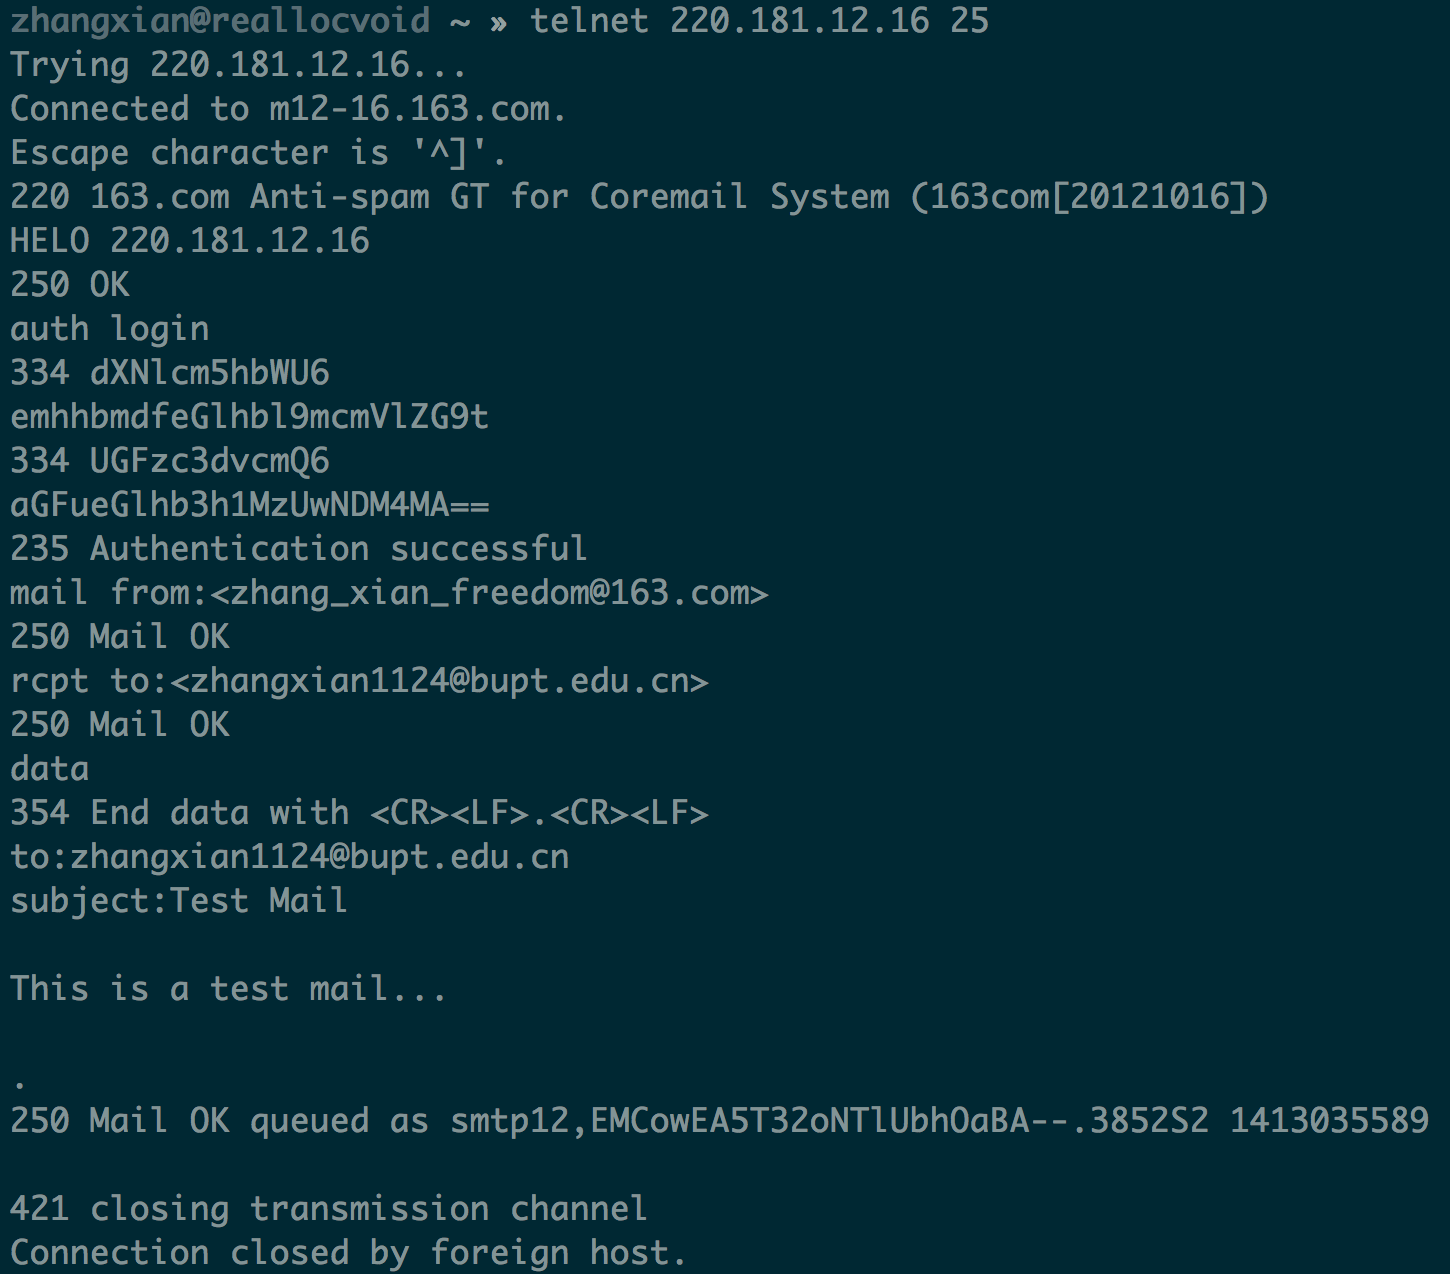 zhangxian@reallocvoid ~ » telnet 220.181.12.16 25
Trying 220.181.12.16...
Connected to m12-16.163.com.
Escape character is '^]'.
220 163.com Anti-spam GT for Coremail System (163com[20121016])
HELO 220.181.12.16
250 OK
auth login
334 dXNlcm5hbWU6
emhhbmdfeGlhbl9mcmVlZG9t
334 UGFzc3dvcmQ6
aGFueGlhb3h1MzUwNDM4MA==
235 Authentication successful
mail from:<zhang_xian_freedom@163.com>
250 Mail OK
rcpt to:<zhangxian1124@bupt.edu.cn>
250 Mail OK
data
354 End data with <CR><LF>.<CR><LF>
to:zhangxian1124@bupt.edu.cn
subject:Test Mail
This is a test mail...
.
250 Mail OK queued as smtp12,EMCowEA5T32oNTlUbhOaBA--.3852S2 1413035589
421 closing transmission channel
Connection closed by foreign host.